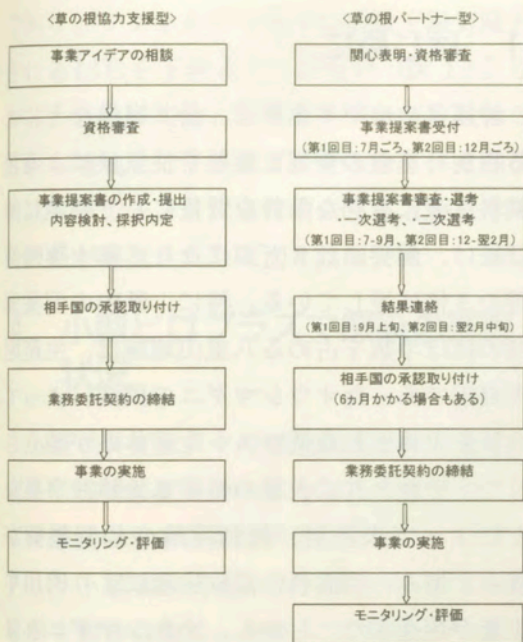 〈草の根協力支援型〉
事業アイデアの相談
資格審査
事業提案書の作成・提出
内容検討、採択内定
相手国の承認取り付け
業務委託契約の締結
事業の実施
モニタリング・評価
〈草の根パートナー型〉
関心表明・資格審査
事業提案書受付
(第1回目:7月ごろ、第2回目:12月ごろ)
事業提案書審査・選考
一次選考、二次選考
(第1回目:7-9月、第2回目:12-翌2月)
結果連絡
(第1回目:9月上旬、第2回目:翌2月中旬)
相手国の承認取り付け
(6ヵ月かかる場合もある)
業務委託契約の締結
事業の実施
モニタリング・評価